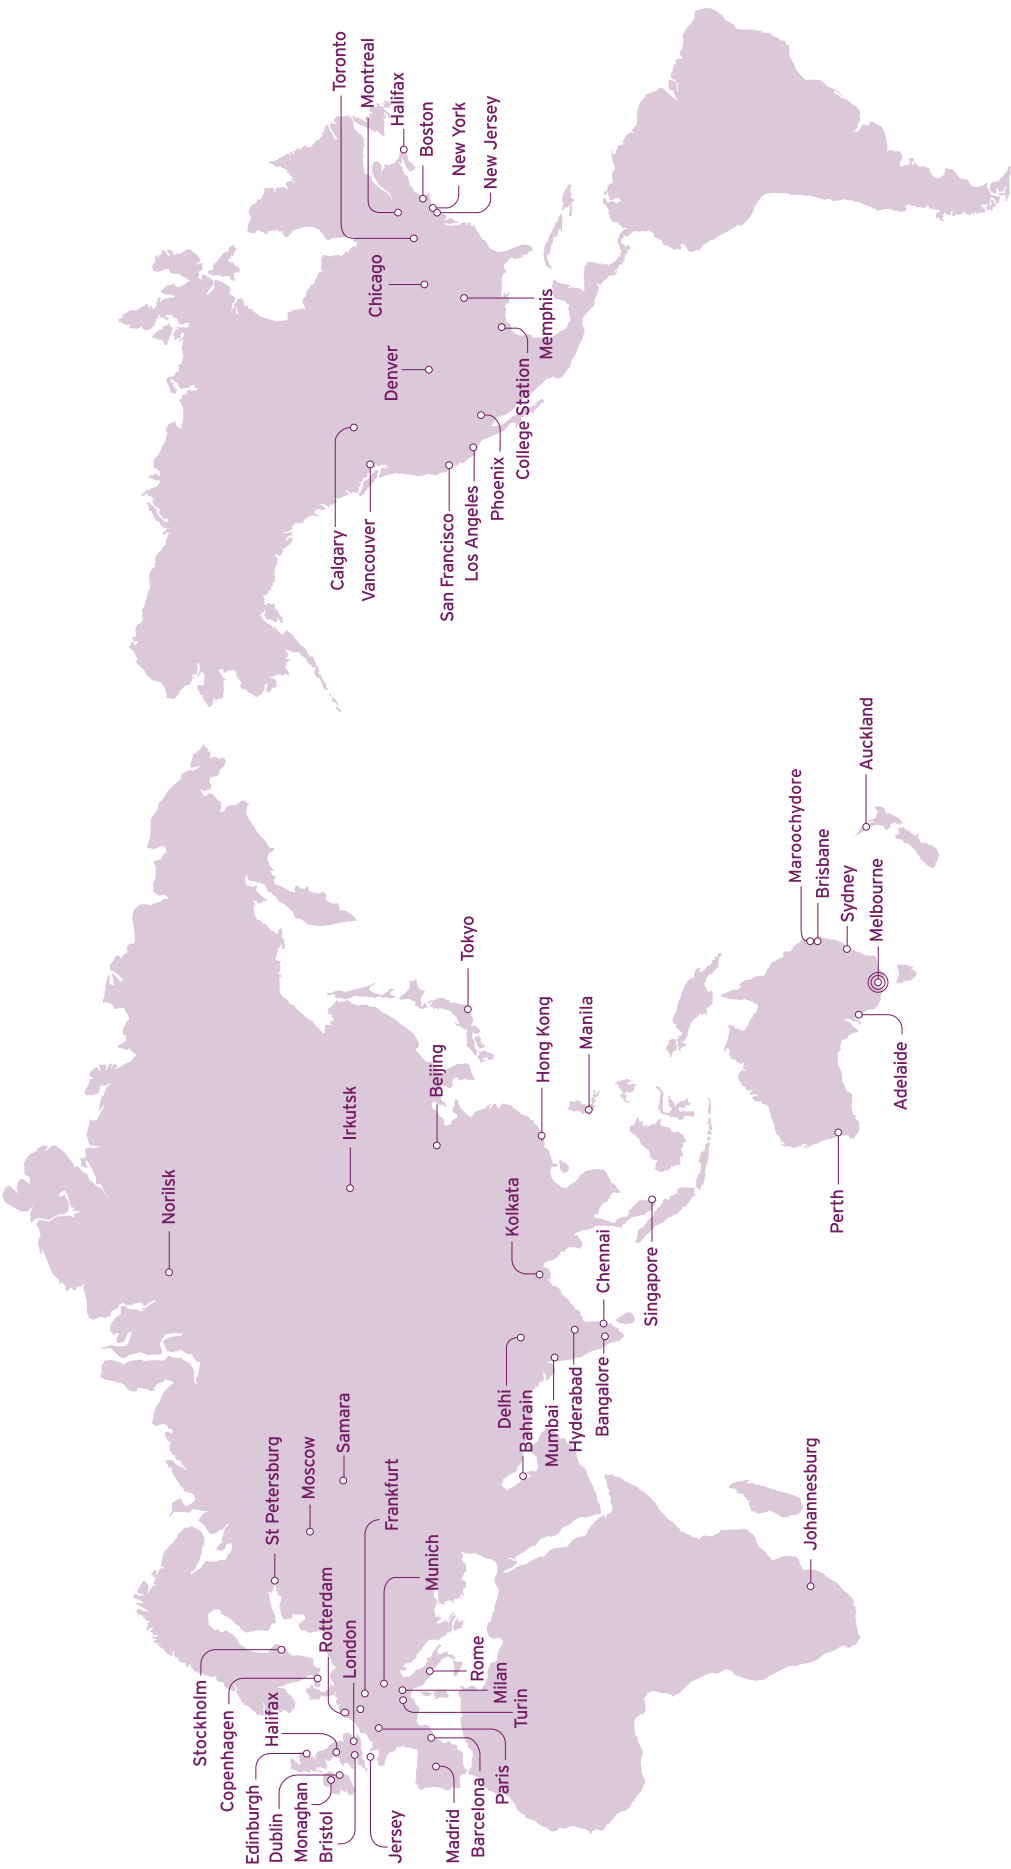 Calgary
Vancouver
San Francisco
Los Angeles
Phoenix
College Station
Denver
Chicago
Memphis
Toronto
Montreal
Halifax
Boston
New York
New Jersey
Edinburgh
Dublin
Monaghan
Bristol
Jersey
Madrid
Barcelona
Paris
Stockholm
Copenhagen
Halifax
Rotterdam
London
Turin
Milan
Rome
Munich
Frankfurt
St Petersburg
Moscow
Samara
Norilsk
Irkutsk
Bahrain
Delhi
Mumbai
Hyderabad
Bangalore
Chennai
Kolkata
Beijing
Hong Kong
Tokyo
Manila
Singapore
Johannesburg
Perth
Adelaide
Melbourne
Sydney
Brisbane
Maroochydore
Auckland